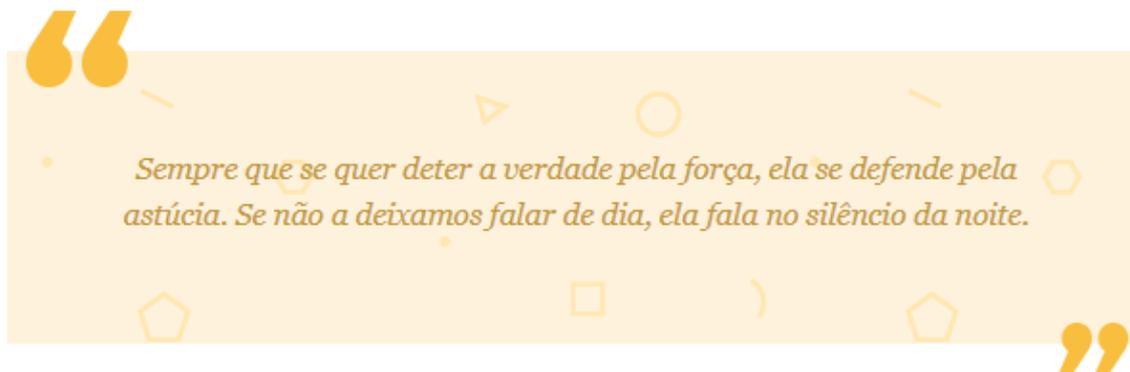 “
Sempre que se quer deter a verdade pela força, ela se defende pela
astúcia. Se não a deixamos falar de dia, ela fala no silêncio da noite.
”